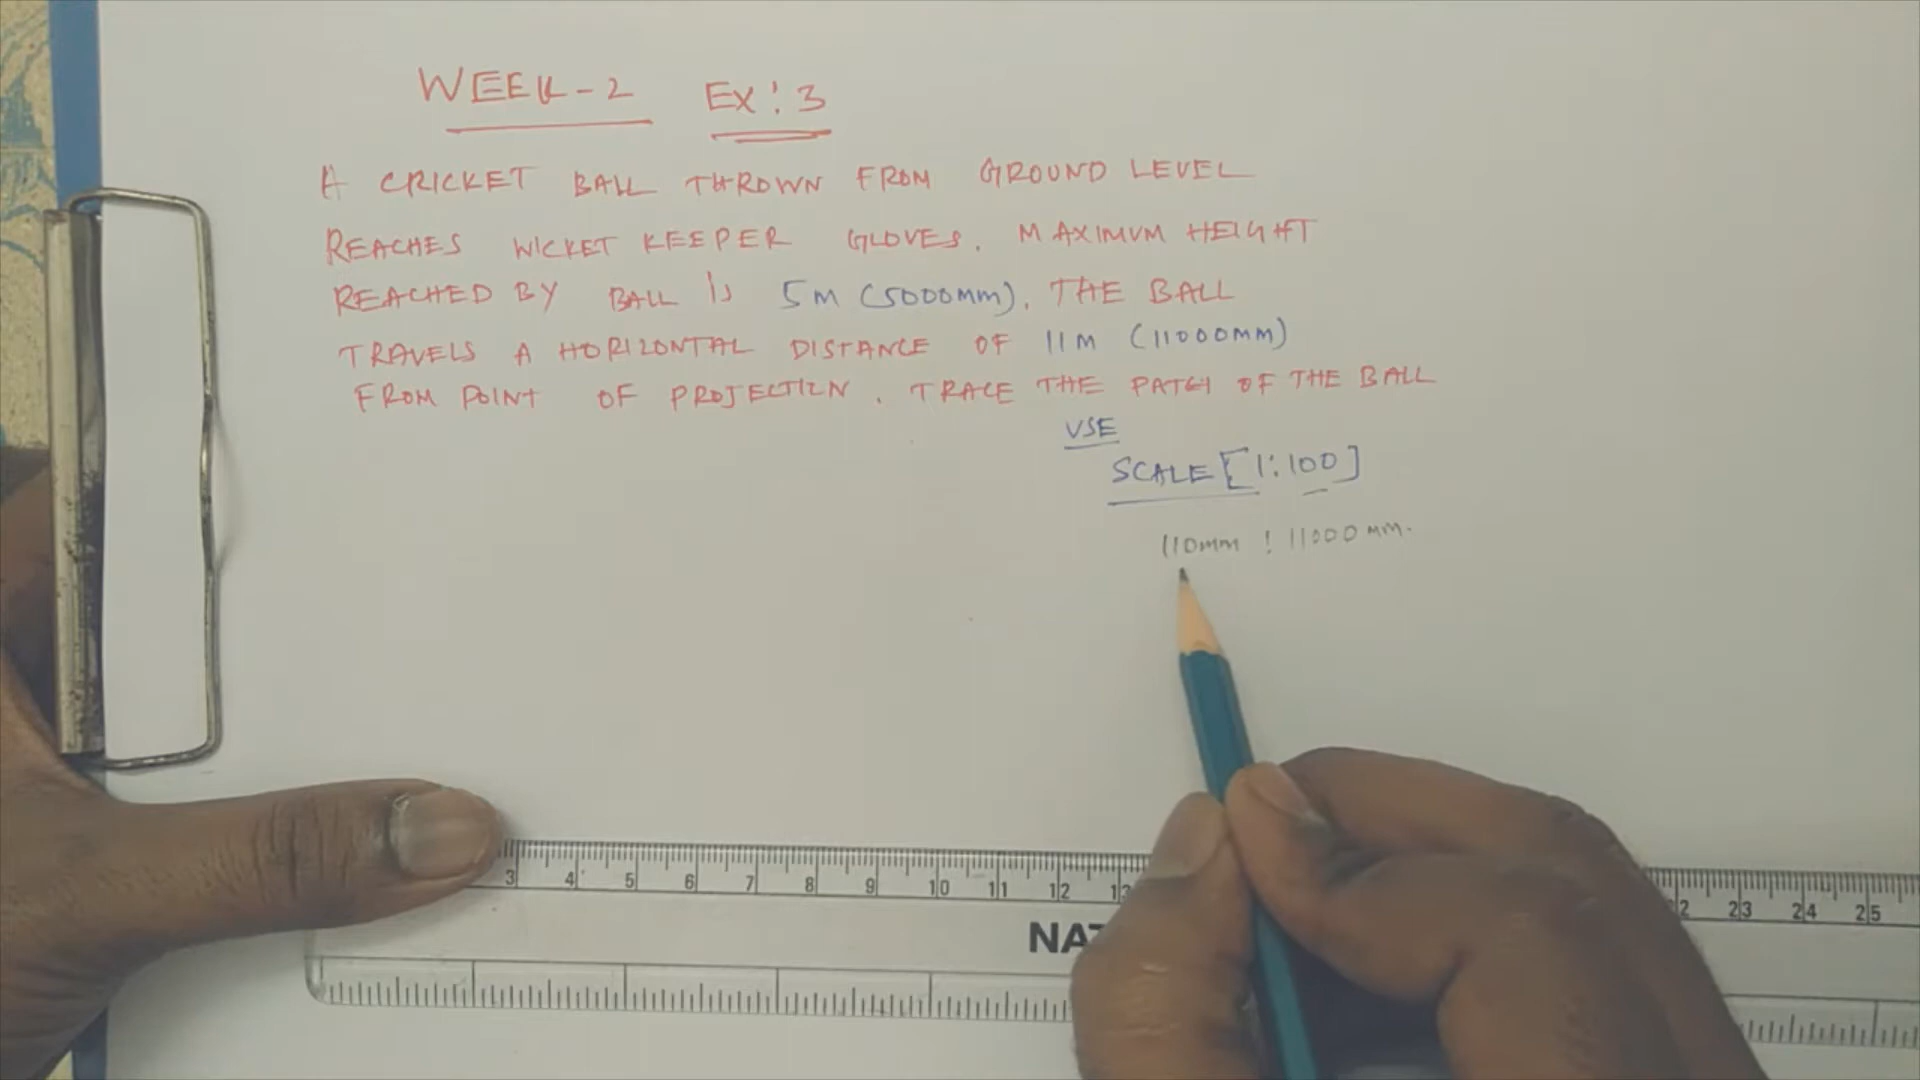 WEEK-2 EX:3
A CRICKET BALL THROWN FROM GROUND LEVEL
REACHES WICKET KEEPER GLOVES. MAXIMUM HEIGHT
REACHED BY BALL IS 5M (5000MM). THE BALL
TRAVELS A HORIZONTAL DISTANCE OF 11M (11000MM)
FROM POINT OF PROJECTION. TRACE THE PATH OF THE BALL
USE
SCALE [1:100]
110mm : 11000 mm.
3 4 5 6 7 8 9 10 11 12 13 23 24 25
NAT